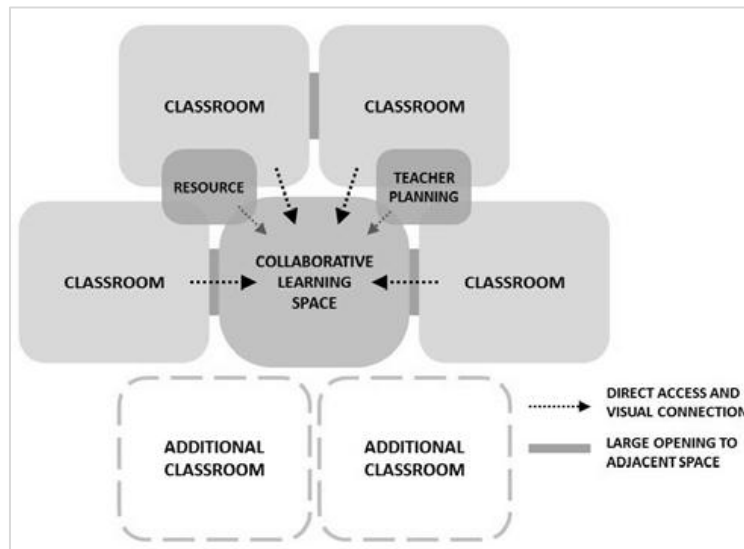 CLASSROOM
CLASSROOM
RESOURCE
TEACHER
PLANNING
CLASSROOM
COLLABORATIVE
LEARNING
SPACE
CLASSROOM
ADDITIONAL
CLASSROOM
ADDITIONAL
CLASSROOM
DIRECT ACCESS AND
VISUAL CONNECTION
LARGE OPENING TO
ADJACENT SPACE